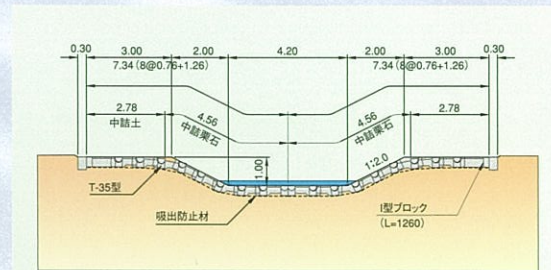 0.30 3.00 2.00 4.20 2.00 3.00 0.30
7.34(8@0.76+1.26) 7.34(8@0.76+1.26)
2.78 4.56 4.56 2.78
中詰土 中詰栗石 中詰栗石
1.00 1:2.0
T-35型
吸出防止材
I型ブロック
(L=1260)